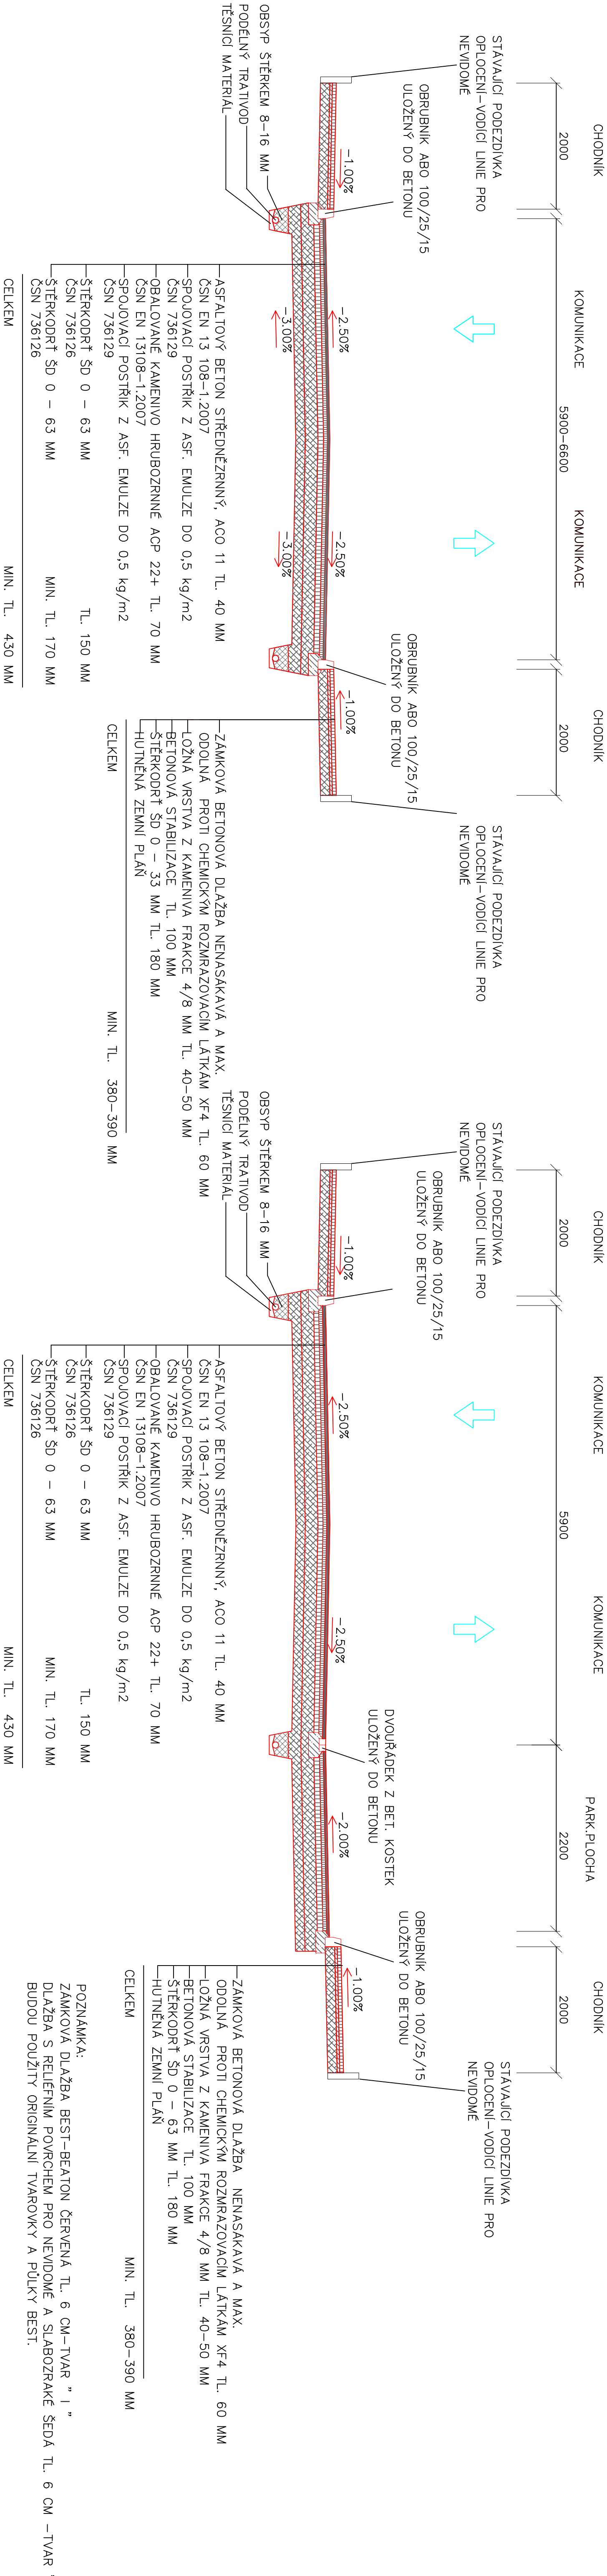 CHODNÍK
2000
KOMUNIKACE
5900-6600
KOMUNIKACE
CHODNÍK
2000
STÁVAJÍCÍ PODEZDÍVKA
OPLOCENÍ-VODÍCÍ LINIE PRO
NEVIDOMÉ
OBRUBNÍK ABO 100/25/15
ULOŽENÝ DO BETONU
OBRUBNÍK ABO 100/25/15
ULOŽENÝ DO BETONU
STÁVAJÍCÍ PODEZDÍVKA
OPLOCENÍ-VODÍCÍ LINIE PRO
NEVIDOMÉ
-1.00%
-2.50%
-2.50%
-1.00%
-3.00%
-3.00%
OBSYP ŠTĚRKEM 8-16 MM
PODÉLNÝ TRATIVOD
TĚSNÍCÍ MATERIÁL
ASFALTOVÝ BETON STŘEDNĚZRNNÝ, ACO 11 TL. 40 MM
ČSN EN 13 108-1.2007
SPOJOVACÍ POSTŘIK Z ASF. EMULZE DO 0,5 kg/m2
ČSN 736129
OBALOVANÉ KAMENIVO HRUBOZRNNÉ ACP 22+ TL. 70 MM
ČSN EN 13108-1.2007
SPOJOVACÍ POSTŘIK Z ASF. EMULZE DO 0,5 kg/m2
ČSN 736129
ŠTĚRKODRŤ ŠD 0 - 63 MM TL. 150 MM
ČSN 736126
ŠTĚRKODRŤ ŠD 0 - 63 MM MIN. TL. 170 MM
ČSN 736126
CELKEM MIN. TL. 430 MM
ZÁMKOVÁ BETONOVÁ DLAŽBA NENASÁKAVÁ A MAX.
ODOLNÁ PROTI CHEMICKÝM ROZMRAZOVACÍM LÁTKÁM XF4 TL. 60 MM
LOŽNÁ VRSTVA Z KAMENIVA FRAKCE 4/8 MM TL. 40-50 MM
BETONOVÁ STABILIZACE TL. 100 MM
ŠTĚRKODRŤ ŠD 0 - 33 MM TL. 180 MM
HUTNĚNÁ ZEMNÍ PLÁŇ
CELKEM MIN. TL. 380-390 MM
CHODNÍK
2000
KOMUNIKACE
5900
KOMUNIKACE
PARK.PLOCHA
2200
CHODNÍK
2000
STÁVAJÍCÍ PODEZDÍVKA
OPLOCENÍ-VODÍCÍ LINIE PRO
NEVIDOMÉ
OBRUBNÍK ABO 100/25/15
ULOŽENÝ DO BETONU
DVOUŘÁDEK Z BET. KOSTEK
ULOŽENÝ DO BETONU
OBRUBNÍK ABO 100/25/15
ULOŽENÝ DO BETONU
STÁVAJÍCÍ PODEZDÍVKA
OPLOCENÍ-VODÍCÍ LINIE PRO
NEVIDOMÉ
-1.00%
-2.50%
-2.50%
-2.00%
-1.00%
OBSYP ŠTĚRKEM 8-16 MM
PODÉLNÝ TRATIVOD
TĚSNÍCÍ MATERIÁL
ASFALTOVÝ BETON STŘEDNĚZRNNÝ, ACO 11 TL. 40 MM
ČSN EN 13 108-1.2007
SPOJOVACÍ POSTŘIK Z ASF. EMULZE DO 0,5 kg/m2
ČSN 736129
OBALOVANÉ KAMENIVO HRUBOZRNNÉ ACP 22+ TL. 70 MM
ČSN EN 13108-1.2007
SPOJOVACÍ POSTŘIK Z ASF. EMULZE DO 0,5 kg/m2
ČSN 736129
ŠTĚRKODRŤ ŠD 0 - 63 MM TL. 150 MM
ČSN 736126
ŠTĚRKODRŤ ŠD 0 - 63 MM MIN. TL. 170 MM
ČSN 736126
CELKEM MIN. TL. 430 MM
ZÁMKOVÁ BETONOVÁ DLAŽBA NENASÁKAVÁ A MAX.
ODOLNÁ PROTI CHEMICKÝM ROZMRAZOVACÍM LÁTKÁM XF4 TL. 60 MM
LOŽNÁ VRSTVA Z KAMENIVA FRAKCE 4/8 MM TL. 40-50 MM
BETONOVÁ STABILIZACE TL. 100 MM
ŠTĚRKODRŤ ŠD 0 - 63 MM TL. 180 MM
HUTNĚNÁ ZEMNÍ PLÁŇ
CELKEM MIN. TL. 380-390 MM
POZNÁMKA:
ZÁMKOVÁ DLAŽBA BEST-BEATON ČERVENÁ TL. 6 CM-TVAR " I "
DLAŽBA S RELIÉFNÍM POVRCHEM PRO NEVIDOMÉ A SLABOZRAKÉ ŠEDÁ TL. 6 CM -TVAR "
BUDOU POUŽITY ORIGINÁLNÍ TVAROVKY A PŮLKY BEST.